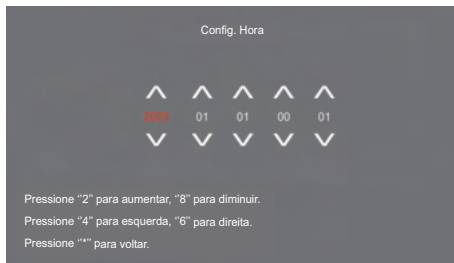 Config. Hora
01 01 00 01
Pressione “2” para aumentar, “8” para diminuir.
Pressione “4” para esquerda, “6” para direita.
Pressione “*” para voltar.